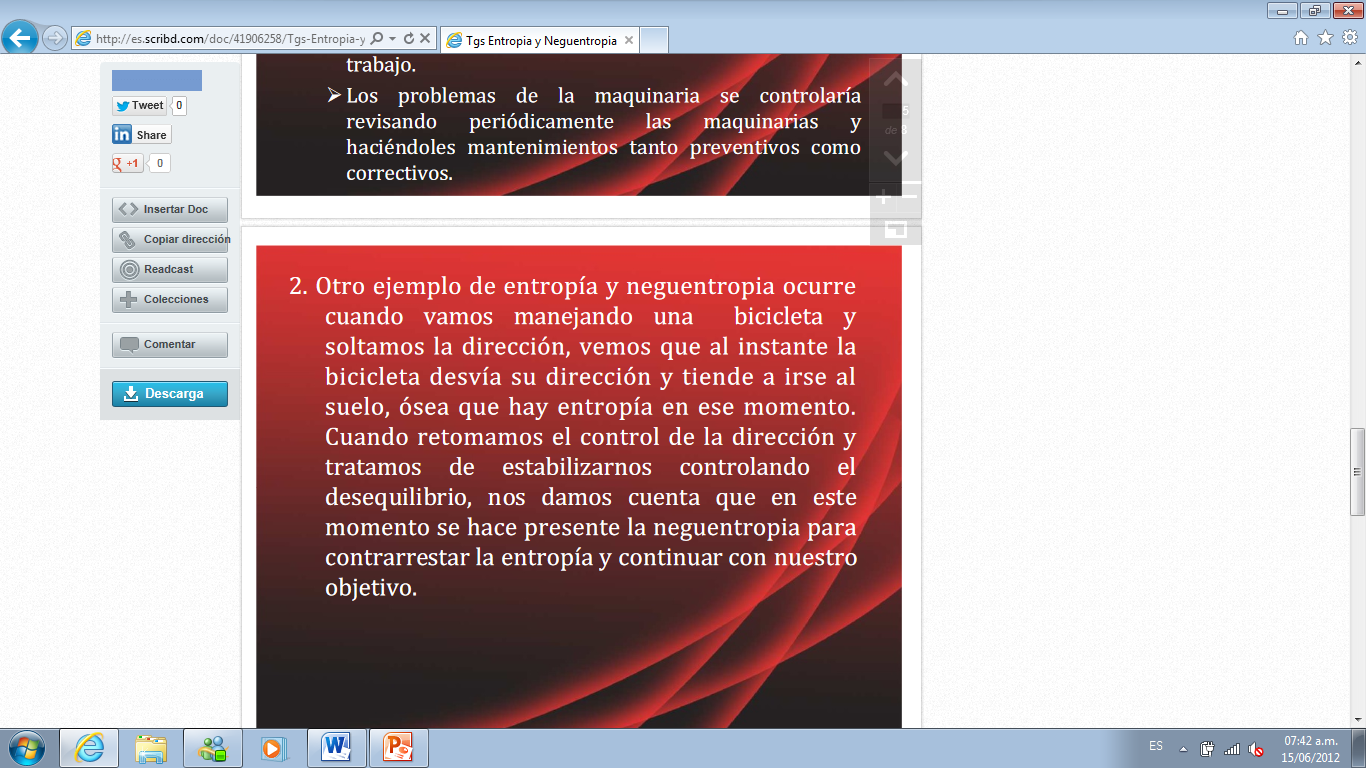 http://es.scribd.com/doc/41906258/Tgs-Entropia-y
Tgs Entropia y Neguentropia
Tweet 0
Share
+1 0
Insertar Doc
Copiar dirección
Readcast
Colecciones
Comentar
Descarga
trabajo.
Los problemas de la maquinaria se controlaría
revisando periódicamente las maquinarias y
haciéndoles mantenimientos tanto preventivos como
correctivos.
5
de 8
2. Otro ejemplo de entropía y neguentropia ocurre
cuando vamos manejando una bicicleta y
soltamos la dirección, vemos que al instante la
bicicleta desvía su dirección y tiende a irse al
suelo, ósea que hay entropía en ese momento.
Cuando retomamos el control de la dirección y
tratamos de estabilizarnos controlando el
desequilibrio, nos damos cuenta que en este
momento se hace presente la neguentropia para
contrarrestar la entropía y continuar con nuestro
objetivo.
ES
07:42 a.m.
15/06/2012